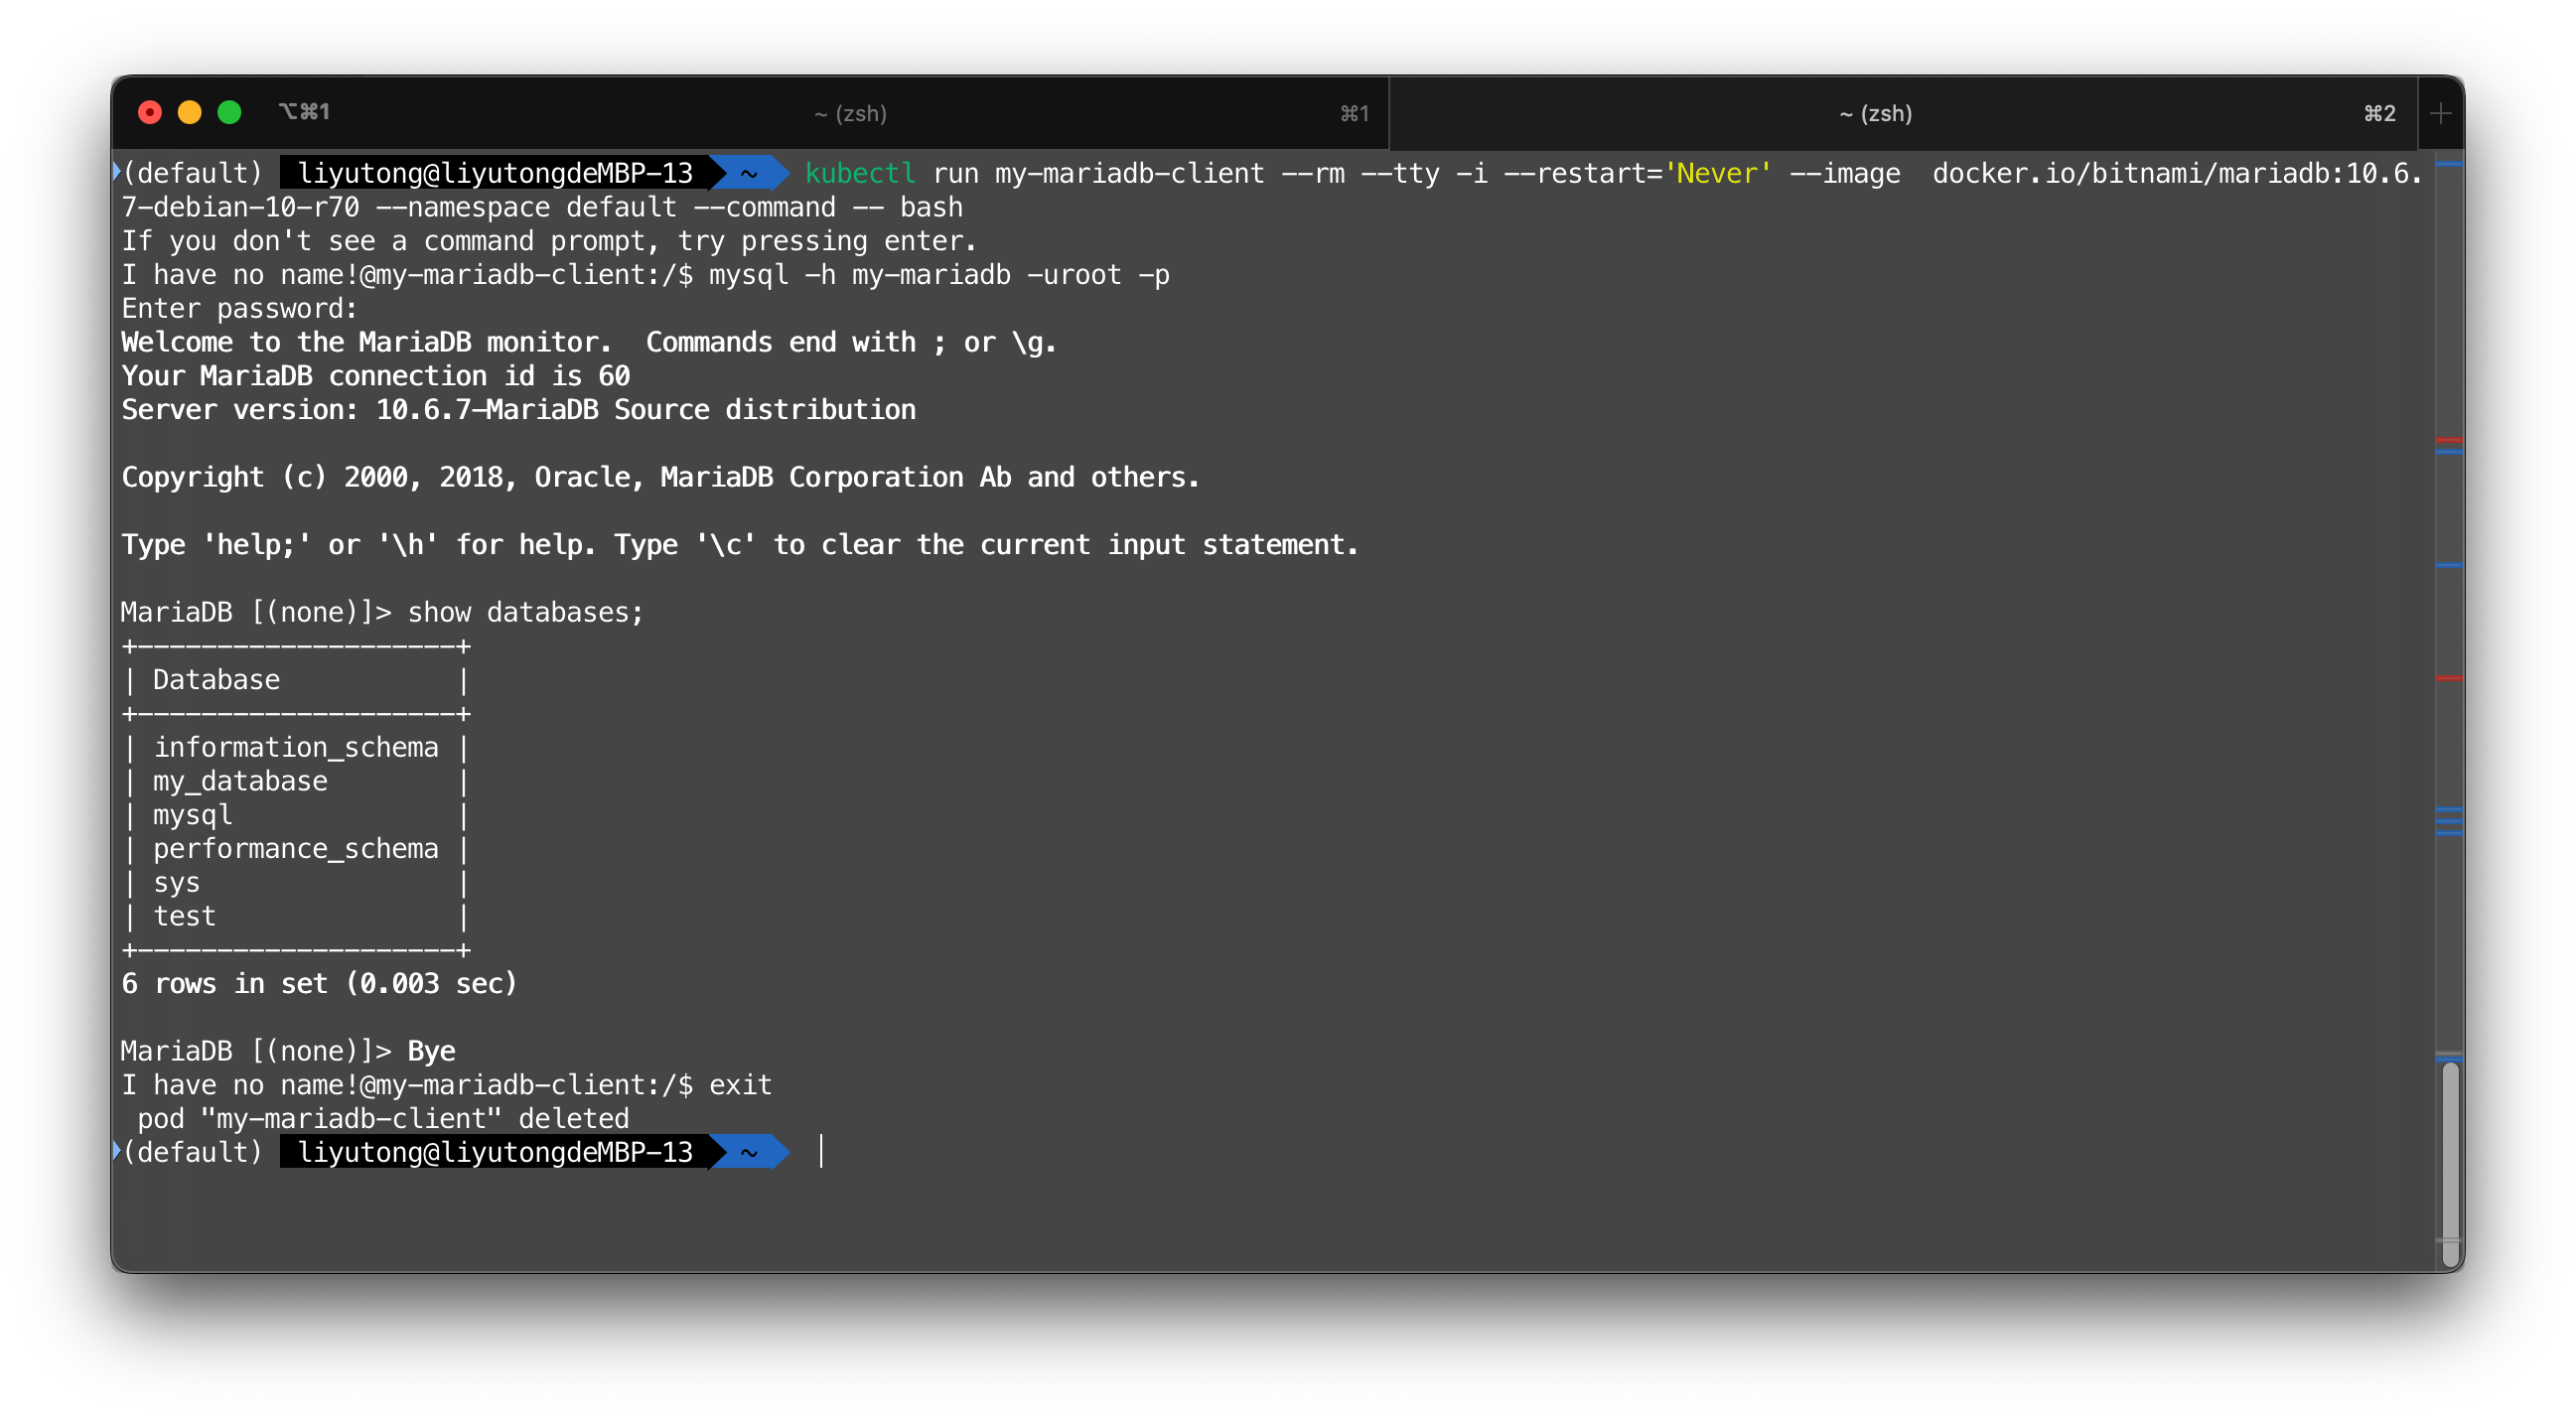 ⌥⌘1 ~ (zsh) ⌘1 ~ (zsh) ⌘2 +
(default) liyutong@liyutongdeMBP-13 ~ kubectl run my-mariadb-client --rm --tty -i --restart='Never' --image  docker.io/bitnami/mariadb:10.6.
7-debian-10-r70 --namespace default --command -- bash
If you don't see a command prompt, try pressing enter.
I have no name!@my-mariadb-client:/$ mysql -h my-mariadb -uroot -p
Enter password:
Welcome to the MariaDB monitor.  Commands end with ; or \g.
Your MariaDB connection id is 60
Server version: 10.6.7-MariaDB Source distribution

Copyright (c) 2000, 2018, Oracle, MariaDB Corporation Ab and others.

Type 'help;' or '\h' for help. Type '\c' to clear the current input statement.

MariaDB [(none)]> show databases;
+--------------------+
| Database           |
+--------------------+
| information_schema |
| my_database        |
| mysql              |
| performance_schema |
| sys                |
| test               |
+--------------------+
6 rows in set (0.003 sec)

MariaDB [(none)]> Bye
I have no name!@my-mariadb-client:/$ exit
 pod "my-mariadb-client" deleted
(default) liyutong@liyutongdeMBP-13 ~